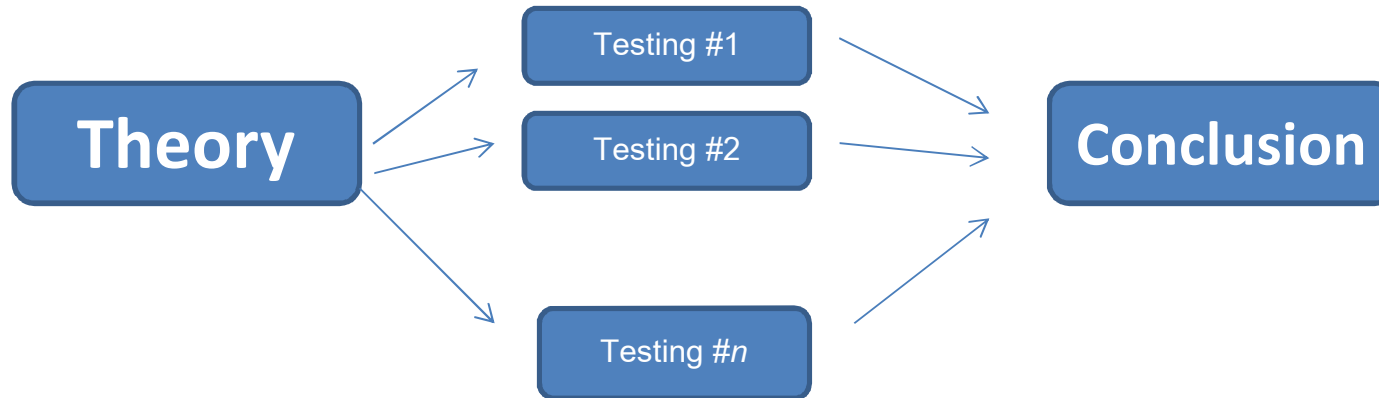 Theory
Testing #1
Testing #2
Testing #n
Conclusion